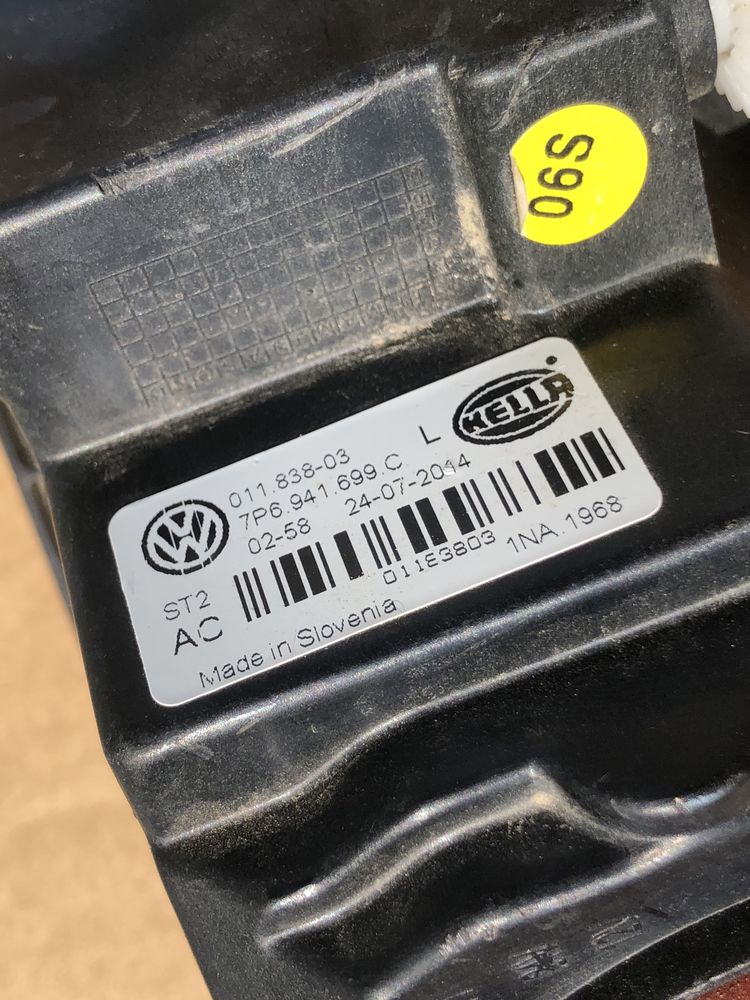 06S
HELLA
L
011.838-03
7P6.941.699.C
02-58 24-07-2014
01183803 1NA.1968
ST2
AC
Made in Slovenia